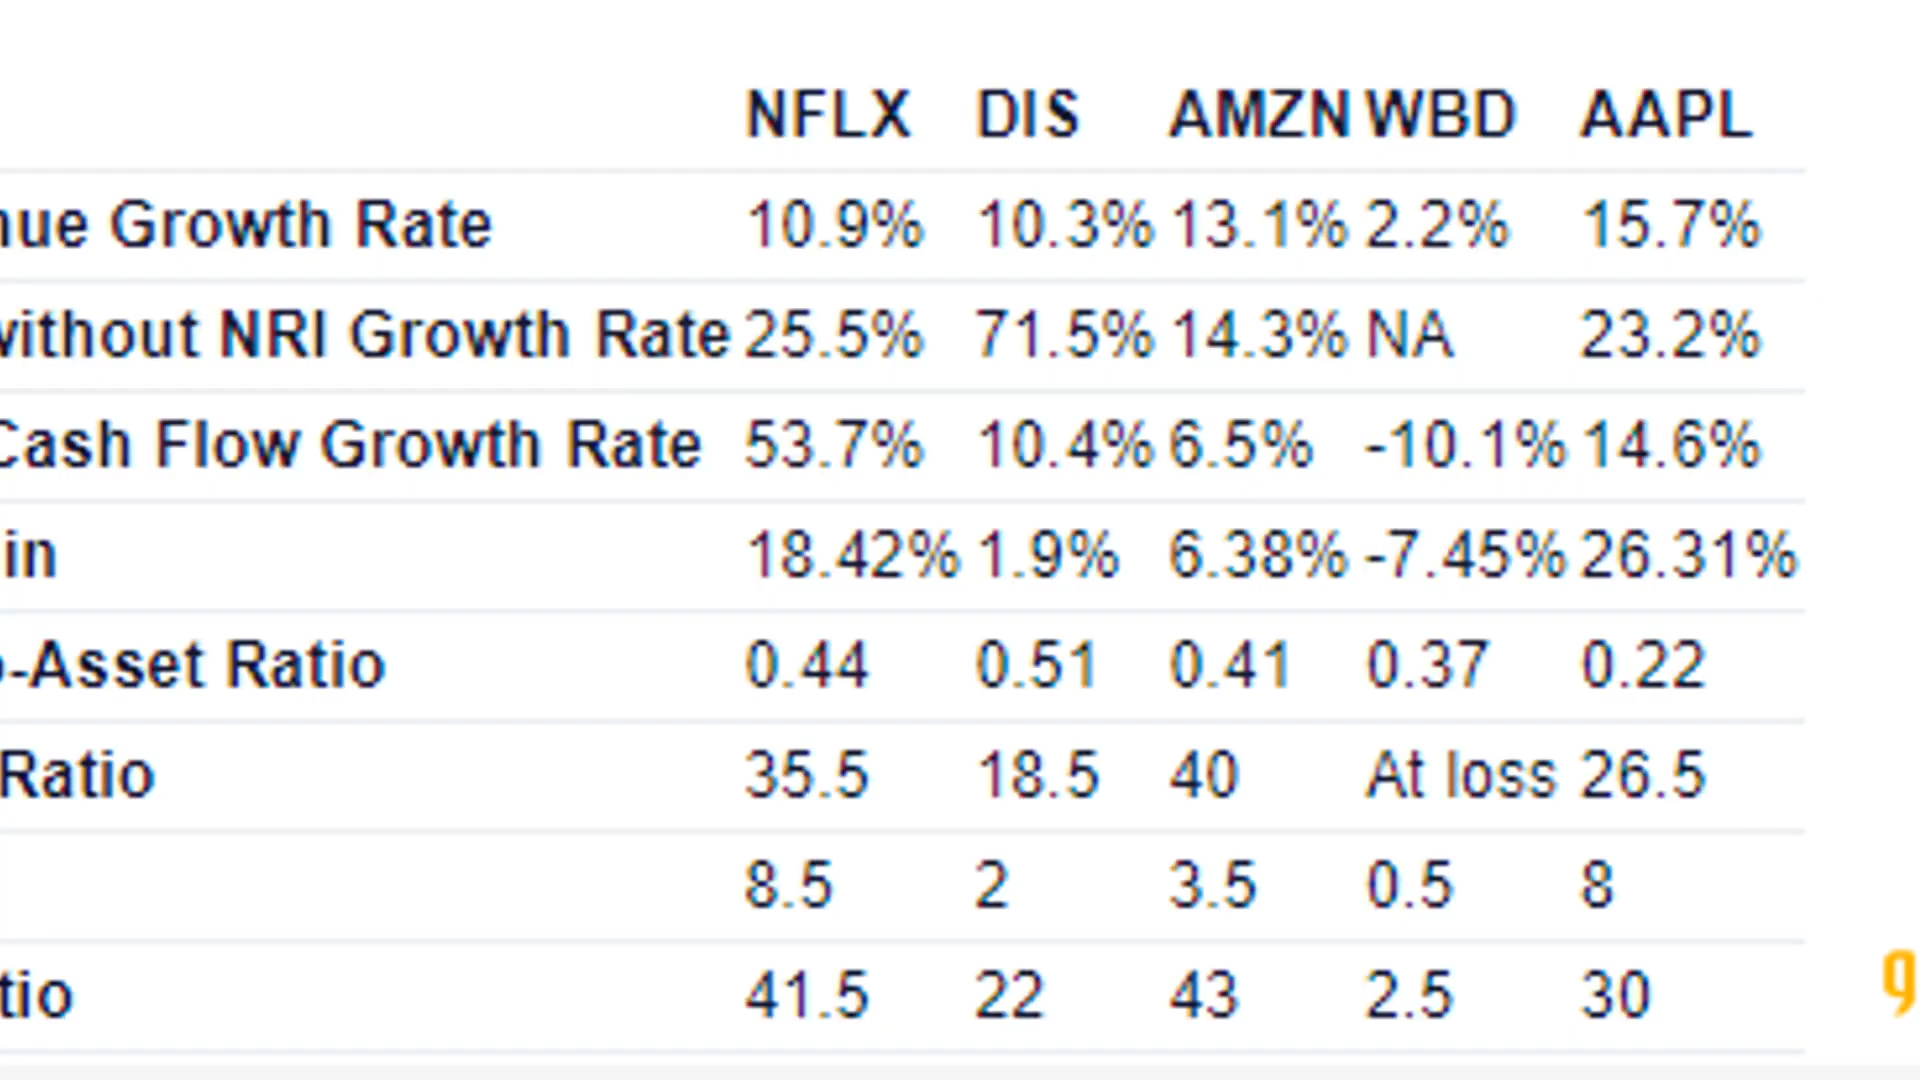 NFLX DIS AMZN WBD AAPL
nue Growth Rate 10.9% 10.3% 13.1% 2.2% 15.7%
without NRI Growth Rate 25.5% 71.5% 14.3% NA 23.2%
Cash Flow Growth Rate 53.7% 10.4% 6.5% -10.1% 14.6%
in 18.42% 1.9% 6.38% -7.45% 26.31%
o-Asset Ratio 0.44 0.51 0.41 0.37 0.22
Ratio 35.5 18.5 40 At loss 26.5
8.5 2 3.5 0.5 8
tio 41.5 22 43 2.5 30
g